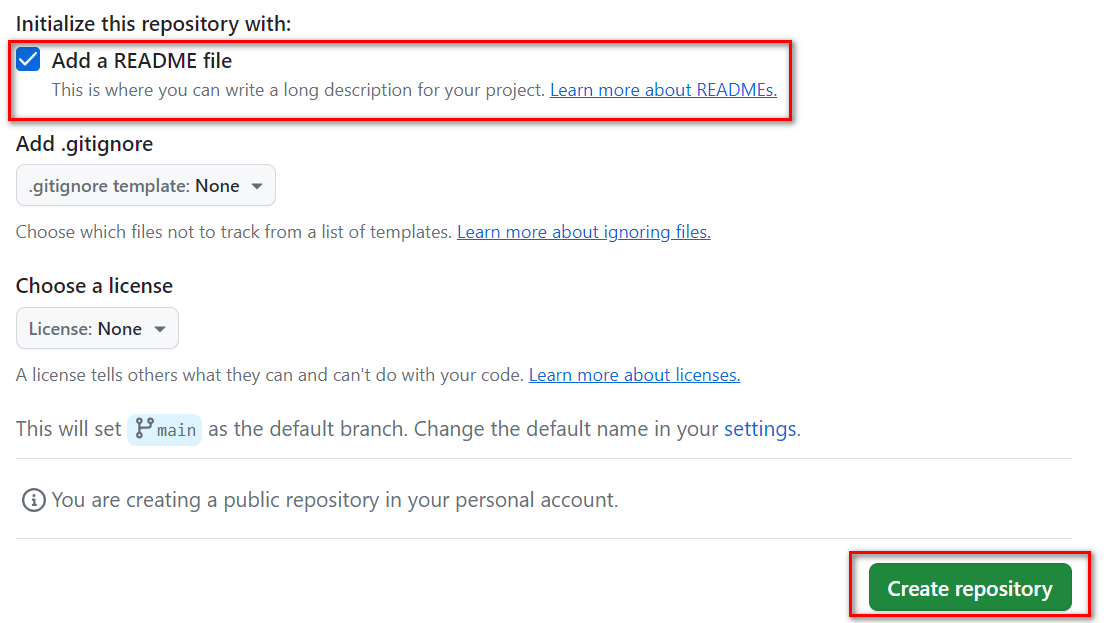 Initialize this repository with:
Add a README file
This is where you can write a long description for your project. Learn more about READMEs.
Add .gitignore
.gitignore template: None
Choose which files not to track from a list of templates. Learn more about ignoring files.
Choose a license
License: None
A license tells others what they can and can't do with your code. Learn more about licenses.
This will set main as the default branch. Change the default name in your settings.
You are creating a public repository in your personal account.
Create repository